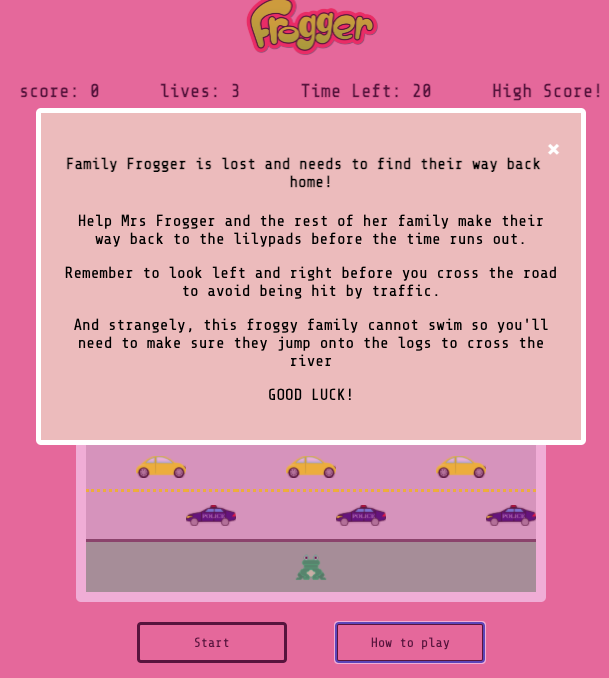 Frogger
score: 0 lives: 3 Time Left: 20 High Score!
×
Family Frogger is lost and needs to find their way back
home!
Help Mrs Frogger and the rest of her family make their
way back to the lilypads before the time runs out.
Remember to look left and right before you cross the road
to avoid being hit by traffic.
And strangely, this froggy family cannot swim so you'll
need to make sure they jump onto the logs to cross the
river
GOOD LUCK!
POLICE POLICE POLICE
Start How to play